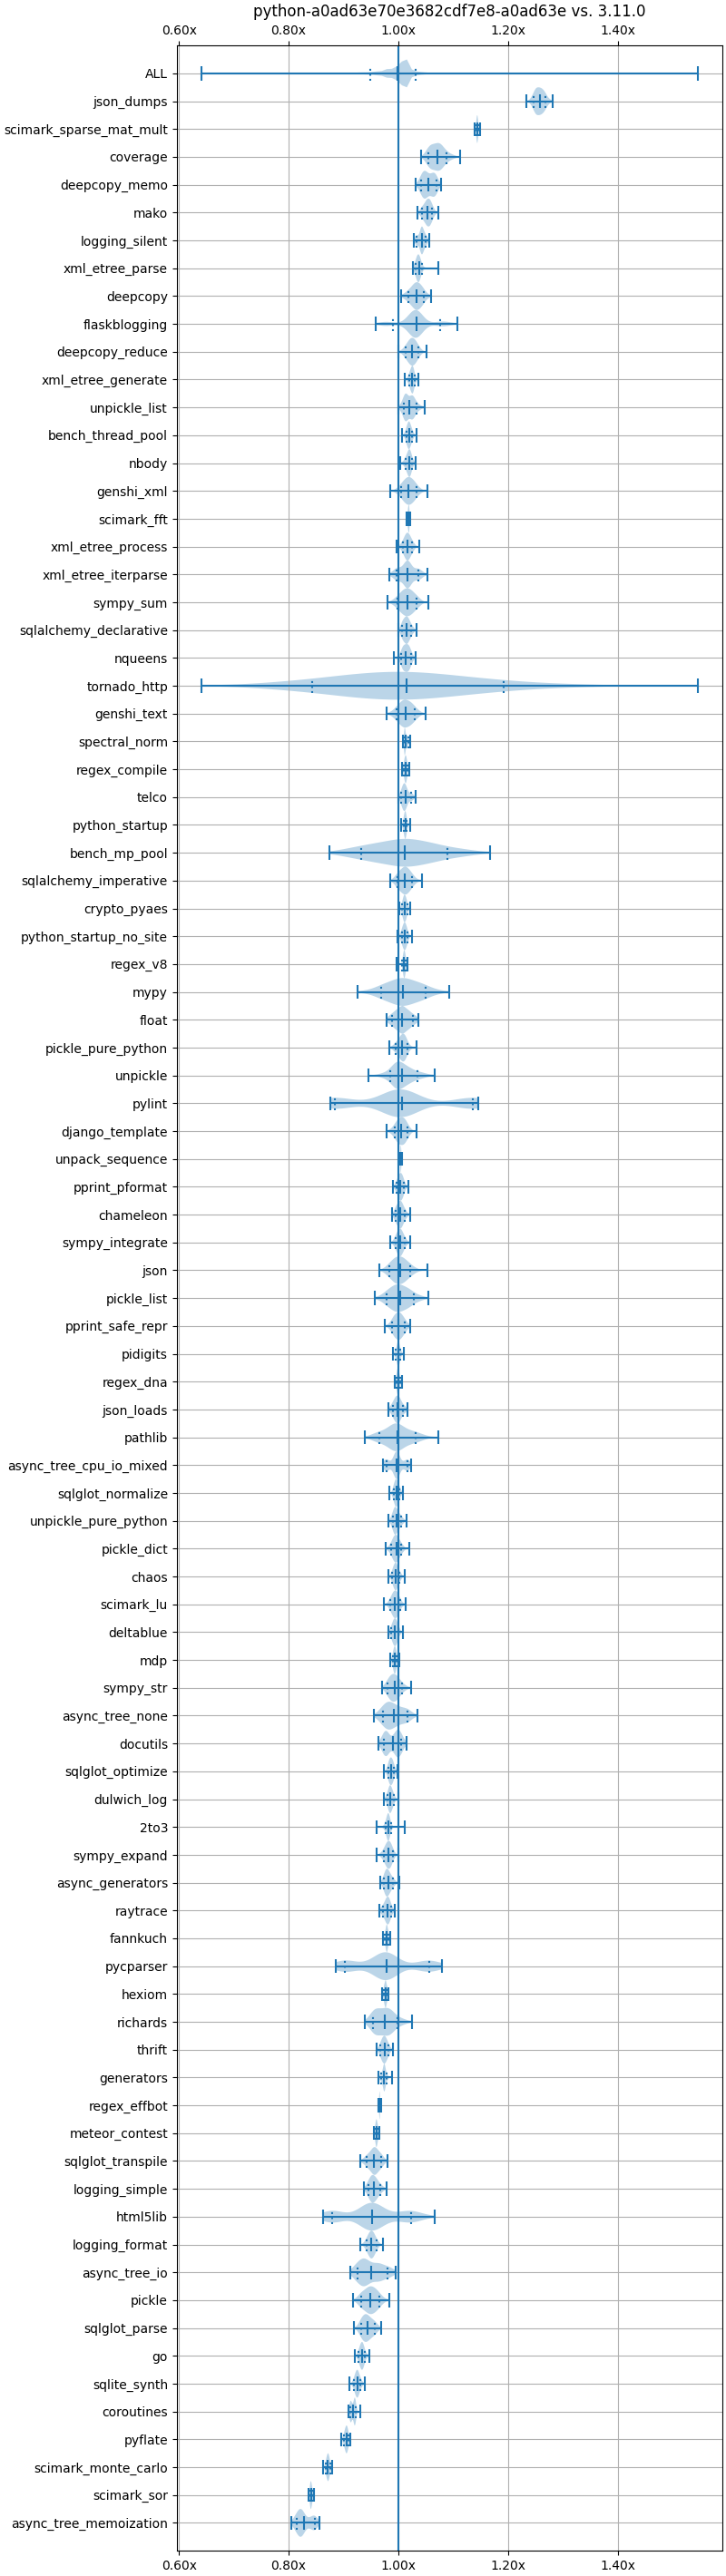 python-a0ad63e70e3682cdf7e8-a0ad63e vs. 3.11.0
0.60x 0.80x 1.00x 1.20x 1.40x
ALL
json_dumps
scimark_sparse_mat_mult
coverage
deepcopy_memo
mako
logging_silent
xml_etree_parse
deepcopy
flaskblogging
deepcopy_reduce
xml_etree_generate
unpickle_list
bench_thread_pool
nbody
genshi_xml
scimark_fft
xml_etree_process
xml_etree_iterparse
sympy_sum
sqlalchemy_declarative
nqueens
tornado_http
genshi_text
spectral_norm
regex_compile
telco
python_startup
bench_mp_pool
sqlalchemy_imperative
crypto_pyaes
python_startup_no_site
regex_v8
mypy
float
pickle_pure_python
unpickle
pylint
django_template
unpack_sequence
pprint_pformat
chameleon
sympy_integrate
json
pickle_list
pprint_safe_repr
pidigits
regex_dna
json_loads
pathlib
async_tree_cpu_io_mixed
sqlglot_normalize
unpickle_pure_python
pickle_dict
chaos
scimark_lu
deltablue
mdp
sympy_str
async_tree_none
docutils
sqlglot_optimize
dulwich_log
2to3
sympy_expand
async_generators
raytrace
fannkuch
pycparser
hexiom
richards
thrift
generators
regex_effbot
meteor_contest
sqlglot_transpile
logging_simple
html5lib
logging_format
async_tree_io
pickle
sqlglot_parse
go
sqlite_synth
coroutines
pyflate
scimark_monte_carlo
scimark_sor
async_tree_memoization
0.60x 0.80x 1.00x 1.20x 1.40x